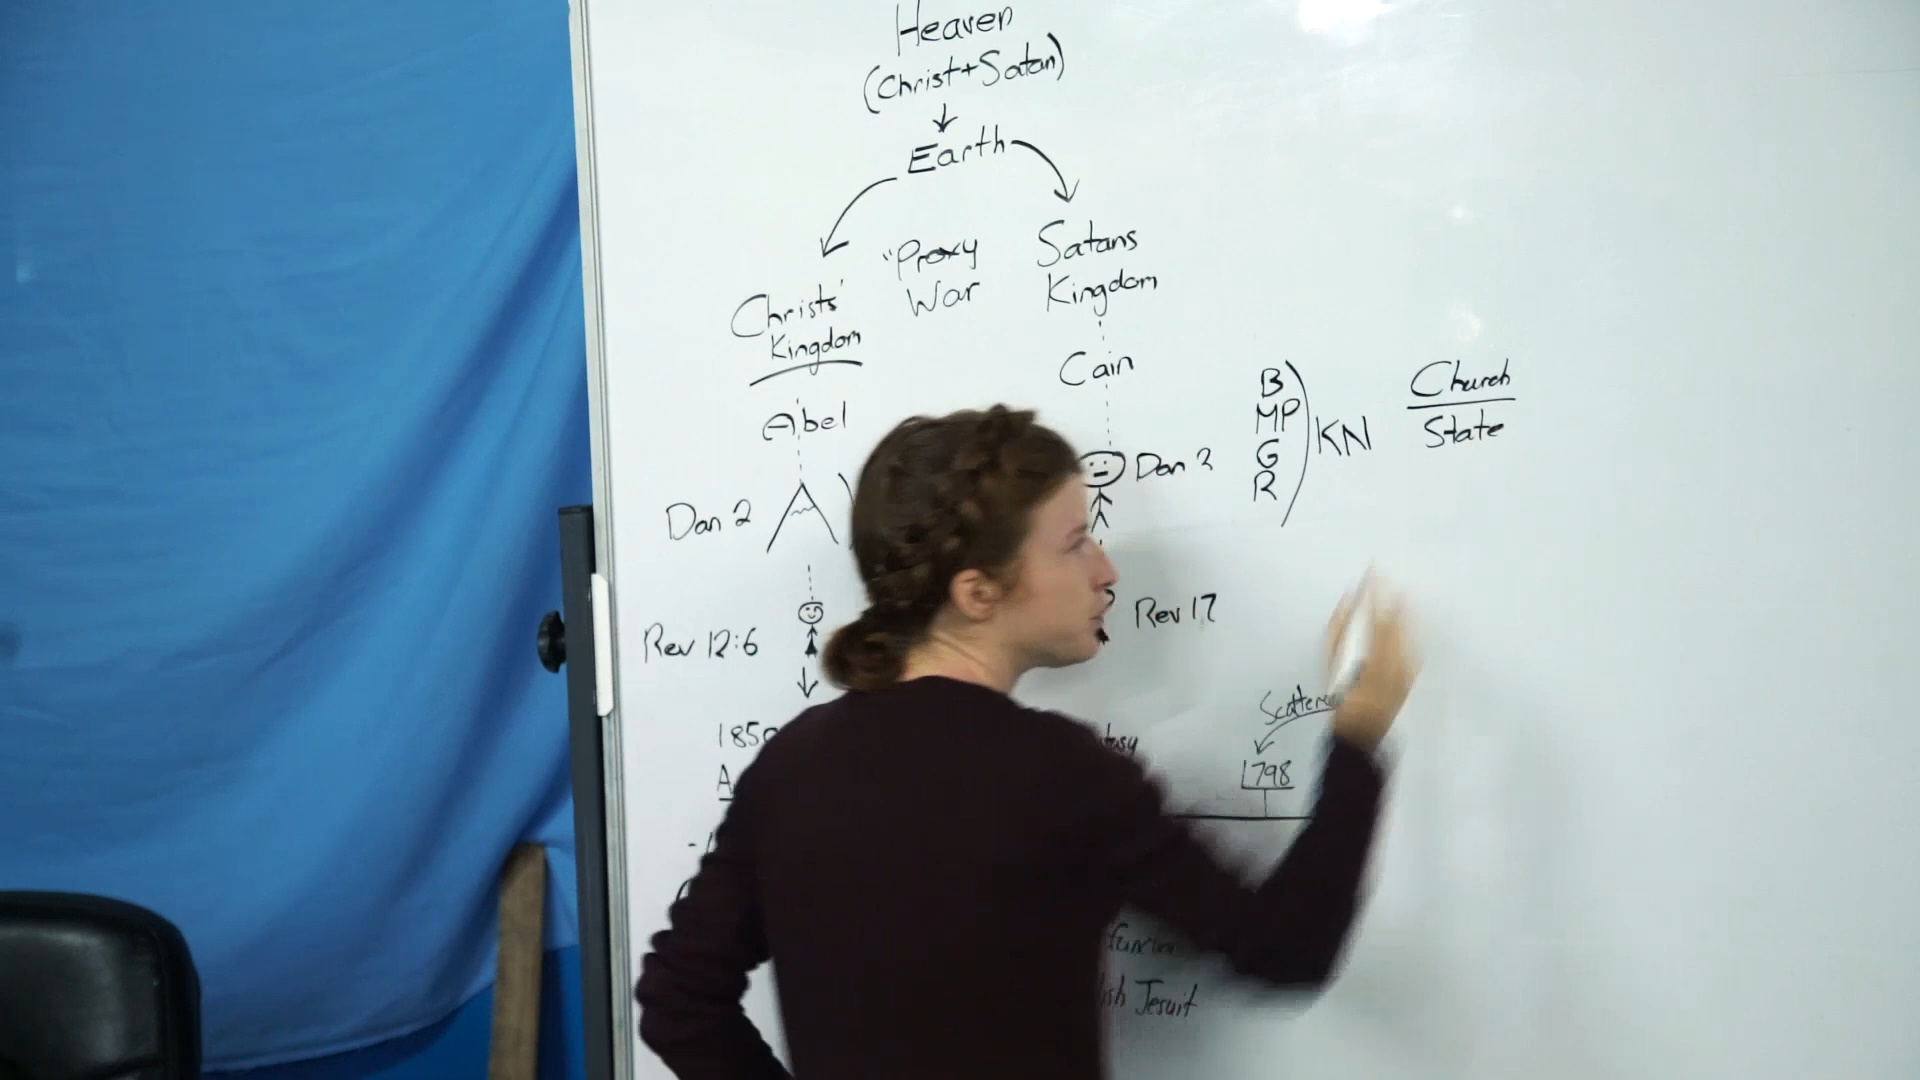 Heaven
(Christ+Satan)
Earth
"Proxy
War
Satans
Kingdom
Christs'
Kingdom
Cain
Abel
B
MP
G
R
KN
Church
State
Dan 2
Dan 3
Rev 12:6
Rev 17
1850
1798
Jesuit